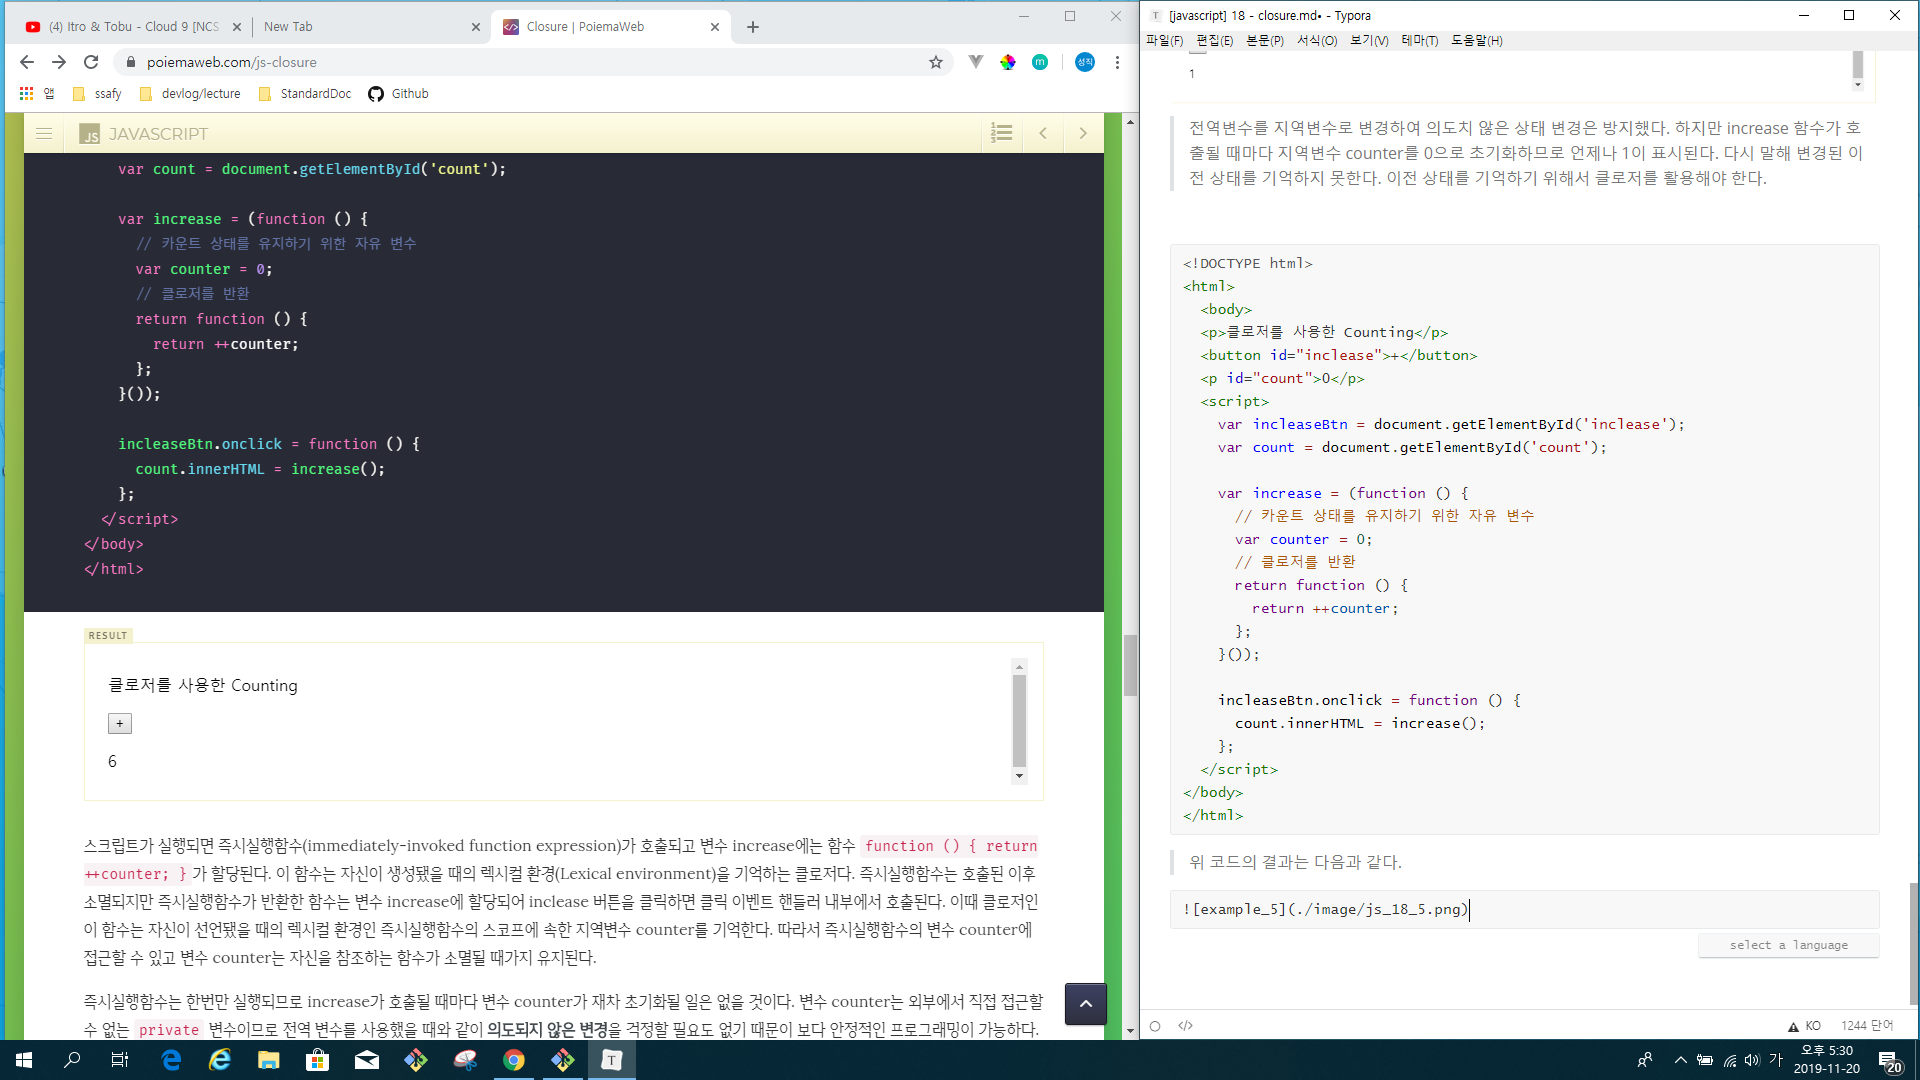 (4) Itro & Tobu - Cloud 9 [NCS
New Tab
Closure | PoiemaWeb
poiemaweb.com/js-closure
성직
앱
ssafy
devlog/lecture
StandardDoc
Github
JS JAVASCRIPT
var count = document.getElementById('count');
var increase = (function () {
// 카운트 상태를 유지하기 위한 자유 변수
var counter = 0;
// 클로저를 반환
return function () {
return ++counter;
};
}());
incleaseBtn.onclick = function () {
count.innerHTML = increase();
};
</script>
</body>
</html>
RESULT
클로저를 사용한 Counting
+
6
스크립트가 실행되면 즉시실행함수(immediately-invoked function expression)가 호출되고 변수 increase에는 함수 function () { return
++counter; } 가 할당된다. 이 함수는 자신이 생성됐을 때의 렉시컬 환경(Lexical environment)을 기억하는 클로저다. 즉시실행함수는 호출된 이후
소멸되지만 즉시실행함수가 반환한 함수는 변수 increase에 할당되어 inclease 버튼을 클릭하면 클릭 이벤트 핸들러 내부에서 호출된다. 이때 클로저인
이 함수는 자신이 선언됐을 때의 렉시컬 환경인 즉시실행함수의 스코프에 속한 지역변수 counter를 기억한다. 따라서 즉시실행함수의 변수 counter에
접근할 수 있고 변수 counter는 자신을 참조하는 함수가 소멸될 때가지 유지된다.
즉시실행함수는 한번만 실행되므로 increase가 호출될 때마다 변수 counter가 재차 초기화될 일은 없을 것이다. 변수 counter는 외부에서 직접 접근할
수 없는 private 변수이므로 전역 변수를 사용했을 때와 같이 의도되지 않은 변경을 걱정할 필요도 없기 때문이 보다 안정적인 프로그래밍이 가능하다.
[javascript] 18 - closure.md• - Typora
파일(F) 편집(E) 본문(P) 서식(O) 보기(V) 테마(T) 도움말(H)
1
전역변수를 지역변수로 변경하여 의도치 않은 상태 변경은 방지했다. 하지만 increase 함수가 호
출될 때마다 지역변수 counter를 0으로 초기화하므로 언제나 1이 표시된다. 다시 말해 변경된 이
전 상태를 기억하지 못한다. 이전 상태를 기억하기 위해서 클로저를 활용해야 한다.
<!DOCTYPE html>
<html>
<body>
<p>클로저를 사용한 Counting</p>
<button id="inclease">+</button>
<p id="count">0</p>
<script>
var incleaseBtn = document.getElementById('inclease');
var count = document.getElementById('count');
var increase = (function () {
// 카운트 상태를 유지하기 위한 자유 변수
var counter = 0;
// 클로저를 반환
return function () {
return ++counter;
};
}());
incleaseBtn.onclick = function () {
count.innerHTML = increase();
};
</script>
</body>
</html>
위 코드의 결과는 다음과 같다.
![example_5](./image/js_18_5.png)
select a language
KO 1244 단어
가
오후 5:30
2019-11-20
20